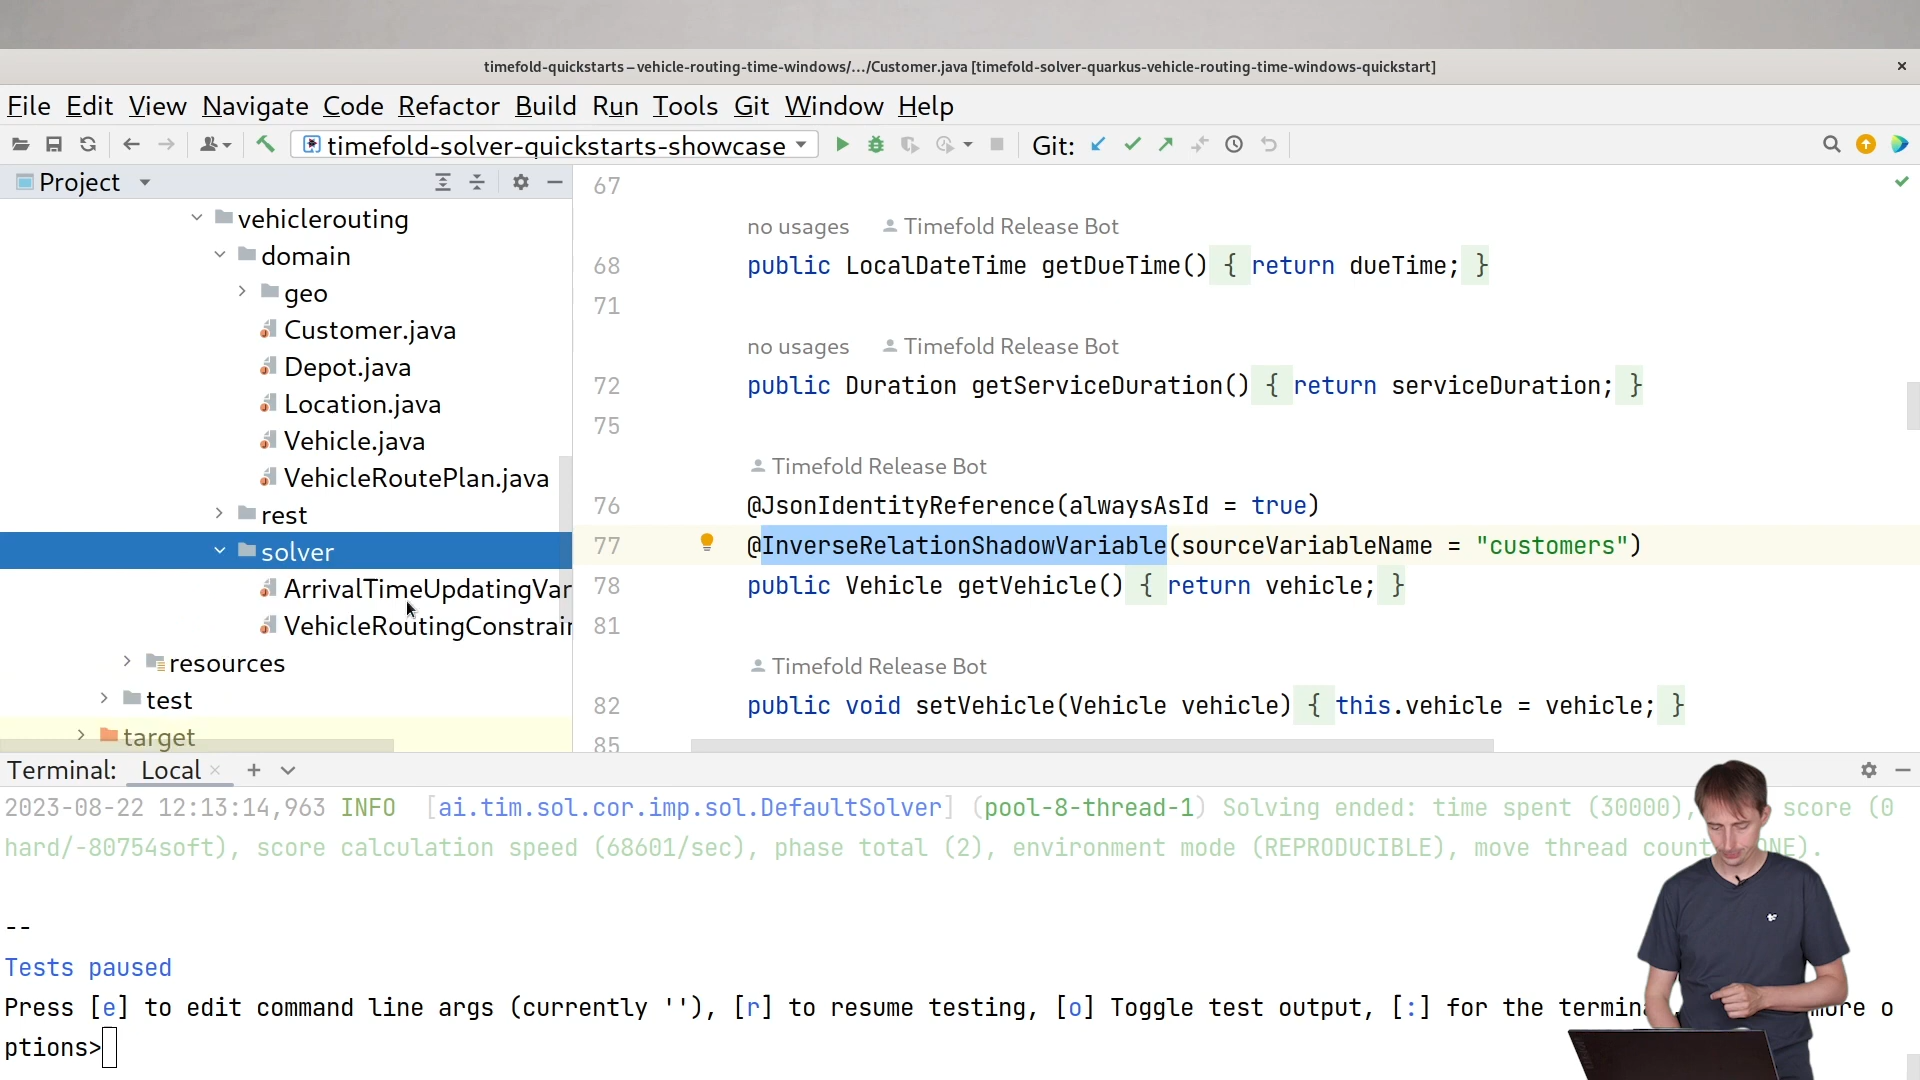 timefold-quickstarts – vehicle-routing-time-windows/.../Customer.java [timefold-solver-quarkus-vehicle-routing-time-windows-quickstart]
File Edit View Navigate Code Refactor Build Run Tools Git Window Help
timefold-solver-quickstarts-showcase
Git:
Project
vehiclerouting
domain
geo
Customer.java
Depot.java
Location.java
Vehicle.java
VehicleRoutePlan.java
rest
solver
ArrivalTimeUpdatingVar
VehicleRoutingConstrain
resources
test
target
67
no usages Timefold Release Bot
68 public LocalDateTime getDueTime() { return dueTime; }
71
no usages Timefold Release Bot
72 public Duration getServiceDuration() { return serviceDuration; }
75
Timefold Release Bot
76 @JsonIdentityReference(alwaysAsId = true)
77 @InverseRelationShadowVariable(sourceVariableName = "customers")
78 public Vehicle getVehicle() { return vehicle; }
81
Timefold Release Bot
82 public void setVehicle(Vehicle vehicle) { this.vehicle = vehicle; }
85
Terminal: Local
2023-08-22 12:13:14,963 INFO [ai.tim.sol.cor.imp.sol.DefaultSolver] (pool-8-thread-1) Solving ended: time spent (30000), score (0
hard/-80754soft), score calculation speed (68601/sec), phase total (2), environment mode (REPRODUCIBLE), move thread count
--
Tests paused
Press [e] to edit command line args (currently ''), [r] to resume testing, [o] Toggle test output, [:] for the termina more o
ptions>